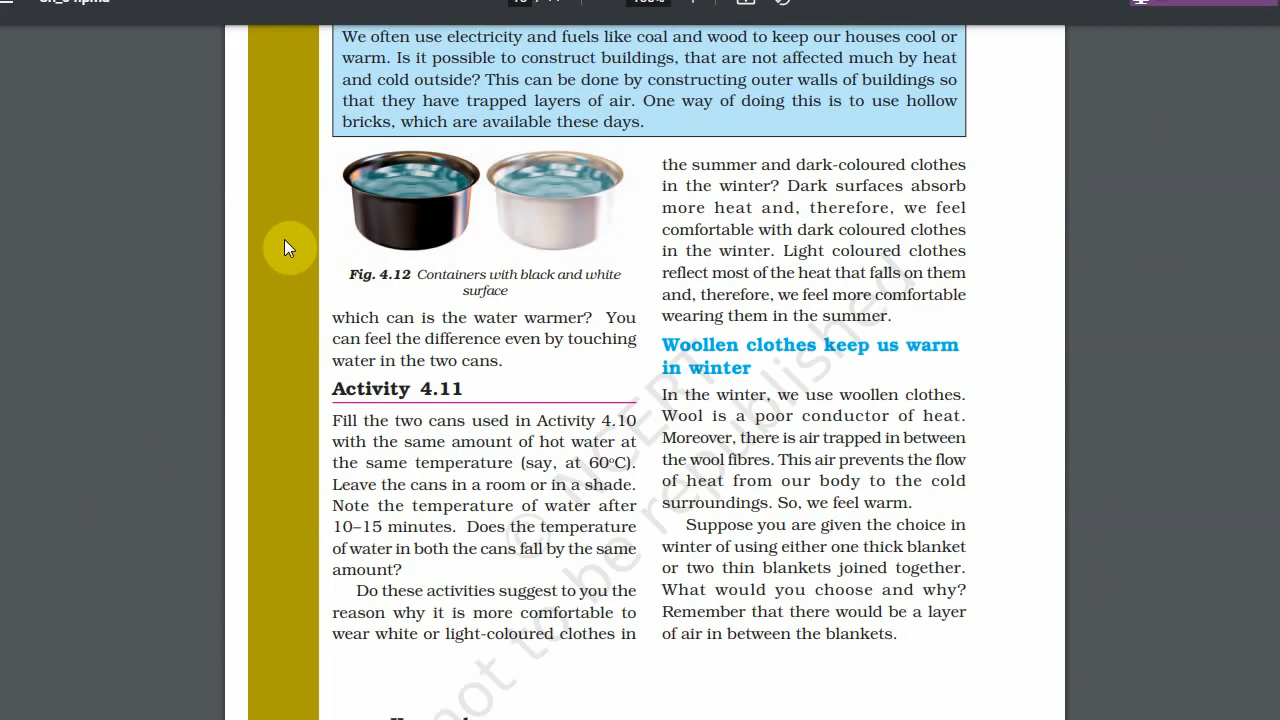 We often use electricity and fuels like coal and wood to keep our houses cool or
warm. Is it possible to construct buildings, that are not affected much by heat
and cold outside? This can be done by constructing outer walls of buildings so
that they have trapped layers of air. One way of doing this is to use hollow
bricks, which are available these days.
Fig. 4.12 Containers with black and white
surface
which can is the water warmer? You
can feel the difference even by touching
water in the two cans.
Activity 4.11
Fill the two cans used in Activity 4.10
with the same amount of hot water at
the same temperature (say, at 60°C).
Leave the cans in a room or in a shade.
Note the temperature of water after
10–15 minutes. Does the temperature
of water in both the cans fall by the same
amount?
Do these activities suggest to you the
reason why it is more comfortable to
wear white or light-coloured clothes in
the summer and dark-coloured clothes
in the winter? Dark surfaces absorb
more heat and, therefore, we feel
comfortable with dark coloured clothes
in the winter. Light coloured clothes
reflect most of the heat that falls on them
and, therefore, we feel more comfortable
wearing them in the summer.
Woollen clothes keep us warm
in winter
In the winter, we use woollen clothes.
Wool is a poor conductor of heat.
Moreover, there is air trapped in between
the wool fibres. This air prevents the flow
of heat from our body to the cold
surroundings. So, we feel warm.
Suppose you are given the choice in
winter of using either one thick blanket
or two thin blankets joined together.
What would you choose and why?
Remember that there would be a layer
of air in between the blankets.
© NCERT
not to be republished